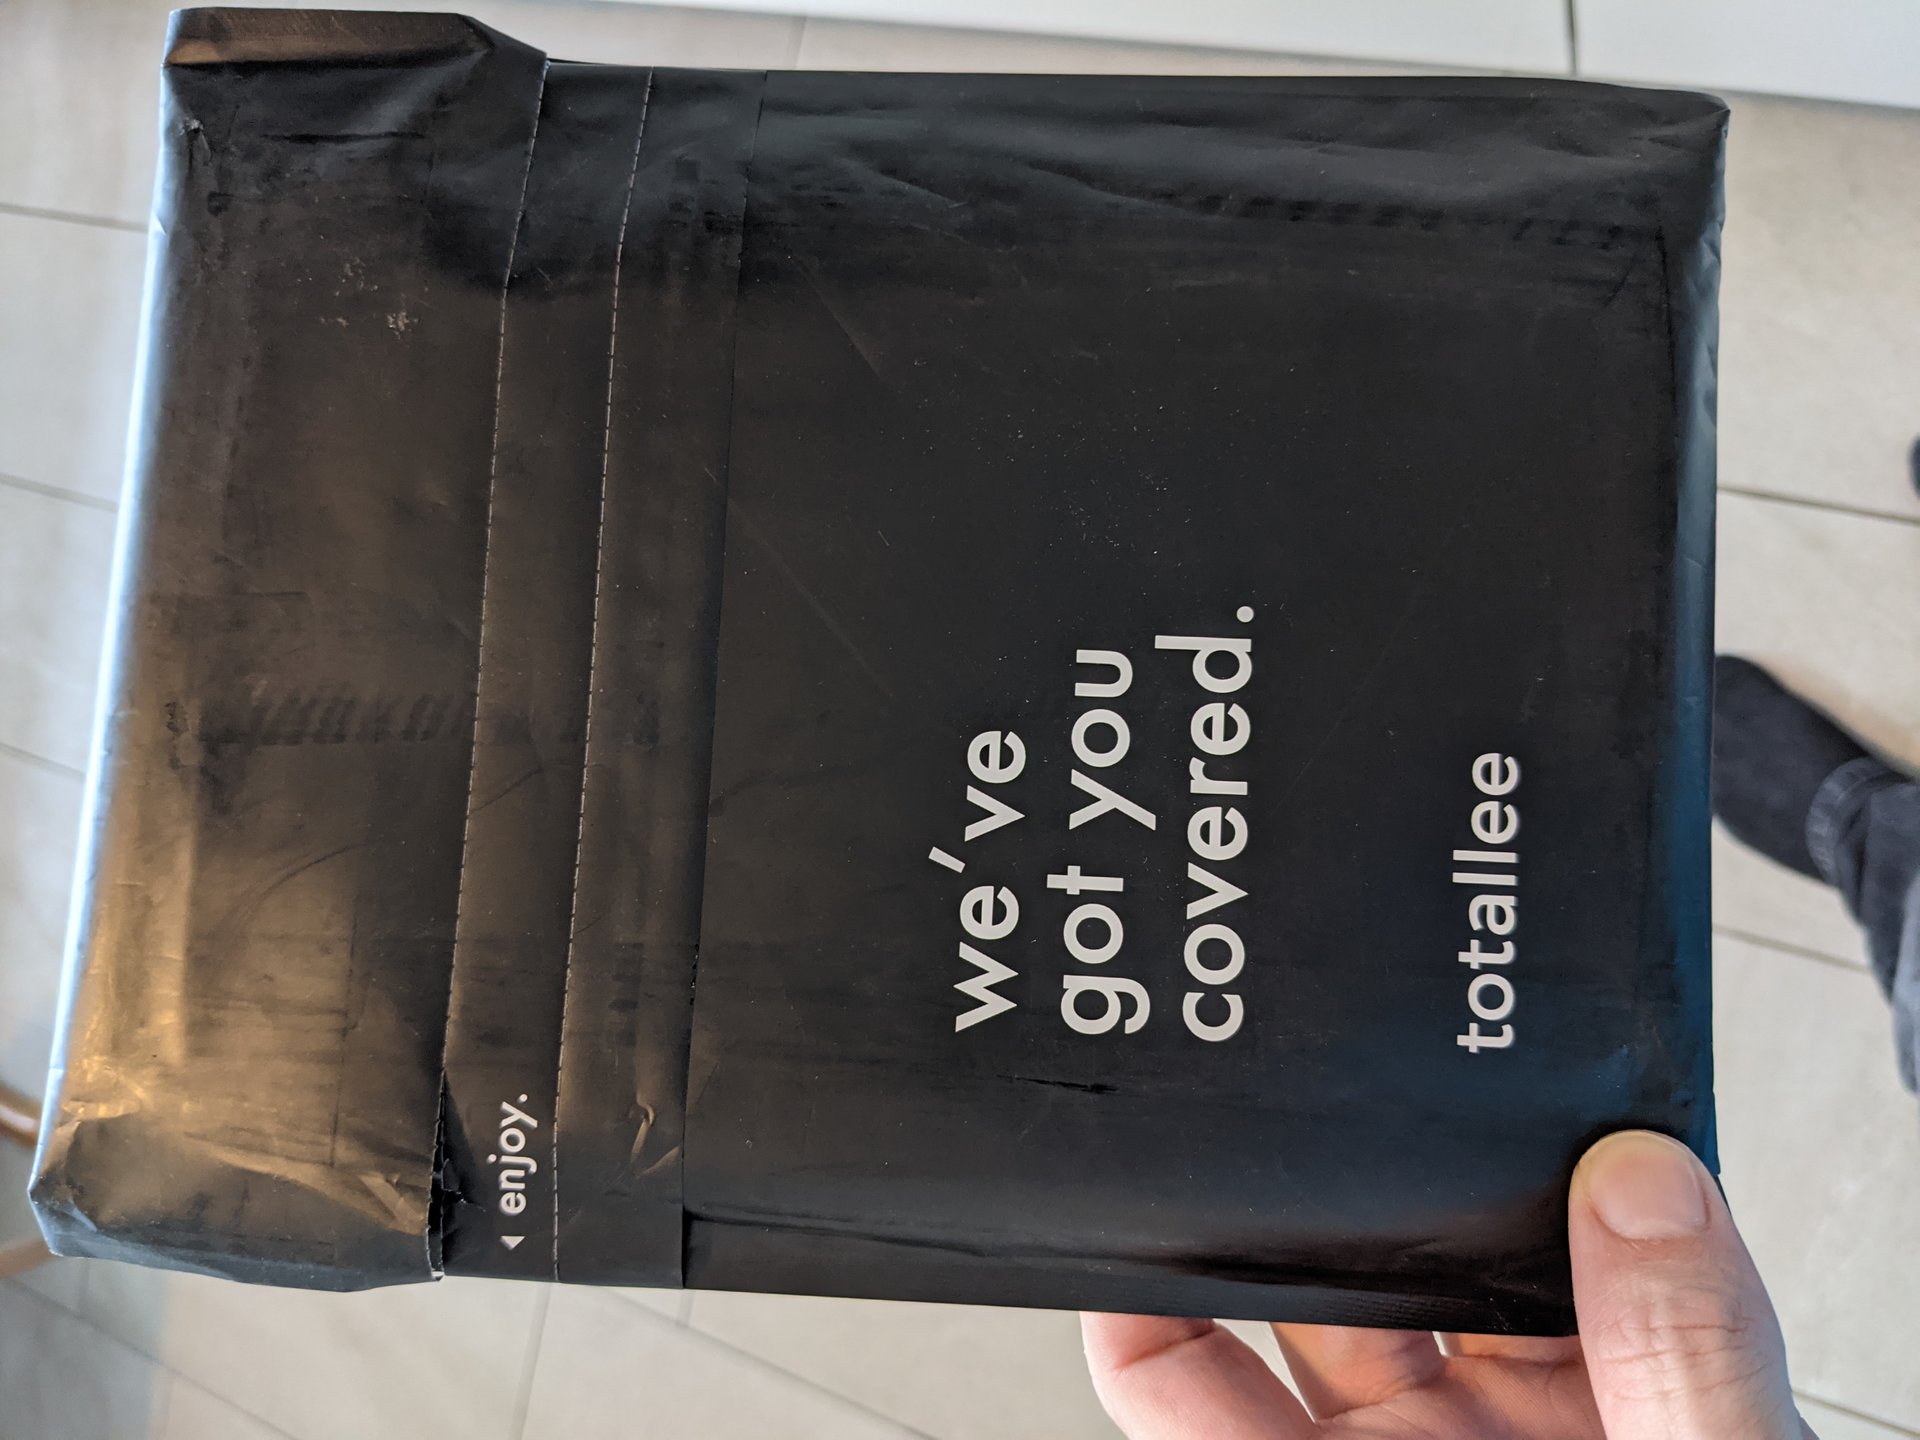 ◀ enjoy.
we've
got you
covered.
totallee